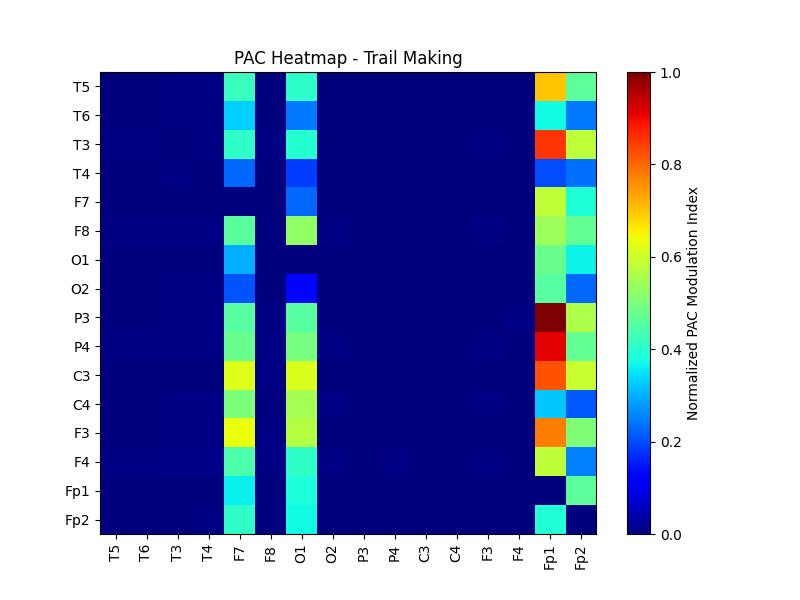 PAC Heatmap - Trail Making
T5
T6
T3
T4
F7
F8
O1
O2
P3
P4
C3
C4
F3
F4
Fp1
Fp2
T5 T6 T3 T4 F7 F8 O1 O2 P3 P4 C3 C4 F3 F4 Fp1 Fp2
1.0
0.8
0.6
0.4
0.2
0.0
Normalized PAC Modulation Index